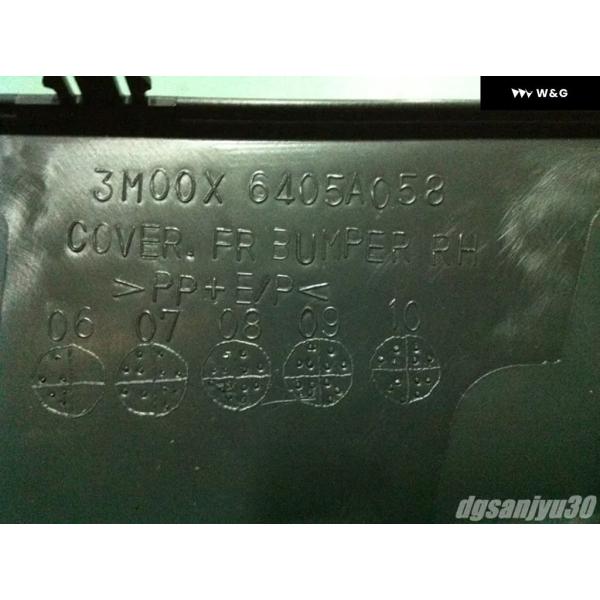 W&G
3M00X 6405A058
COVER. FR BUMPER RH
>PP+E/P<
06 07 08 09 10
dgsanjyu30